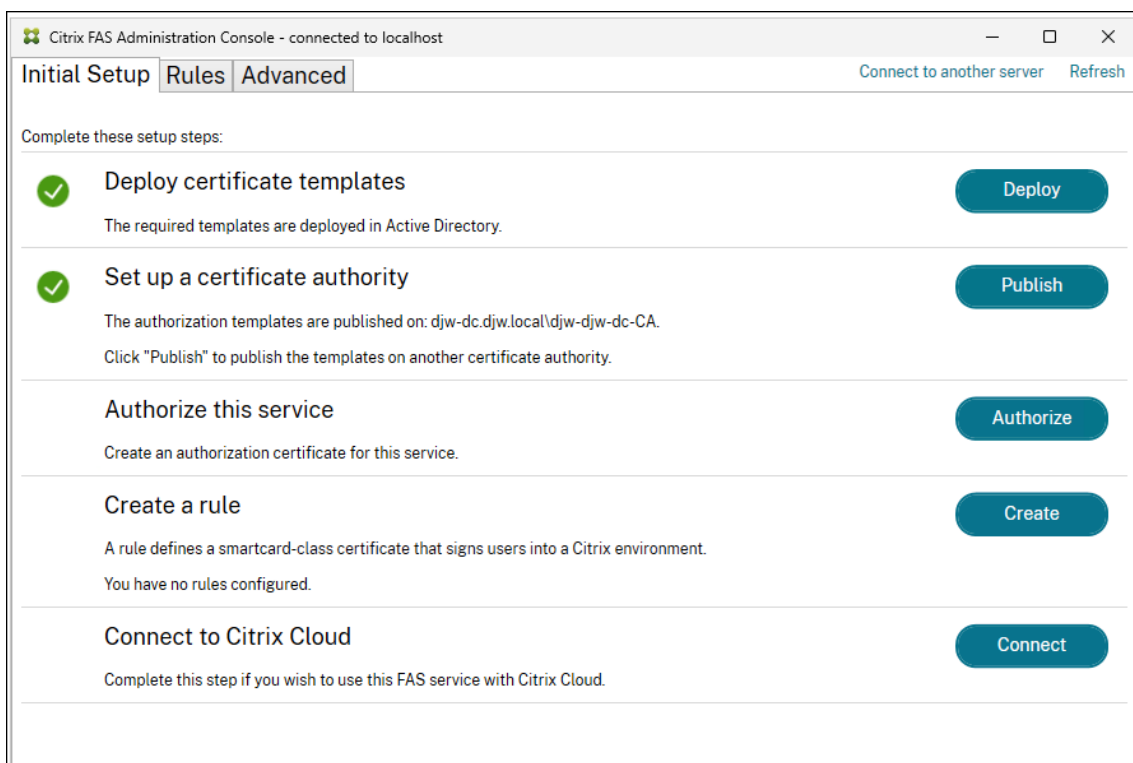 Citrix FAS Administration Console - connected to localhost
Initial Setup Rules Advanced Connect to another server Refresh
Complete these setup steps:
Deploy certificate templates
Deploy
The required templates are deployed in Active Directory.
Set up a certificate authority
Publish
The authorization templates are published on: djw-dc.djw.local\djw-djw-dc-CA.
Click "Publish" to publish the templates on another certificate authority.
Authorize this service
Authorize
Create an authorization certificate for this service.
Create a rule
Create
A rule defines a smartcard-class certificate that signs users into a Citrix environment.
You have no rules configured.
Connect to Citrix Cloud
Connect
Complete this step if you wish to use this FAS service with Citrix Cloud.